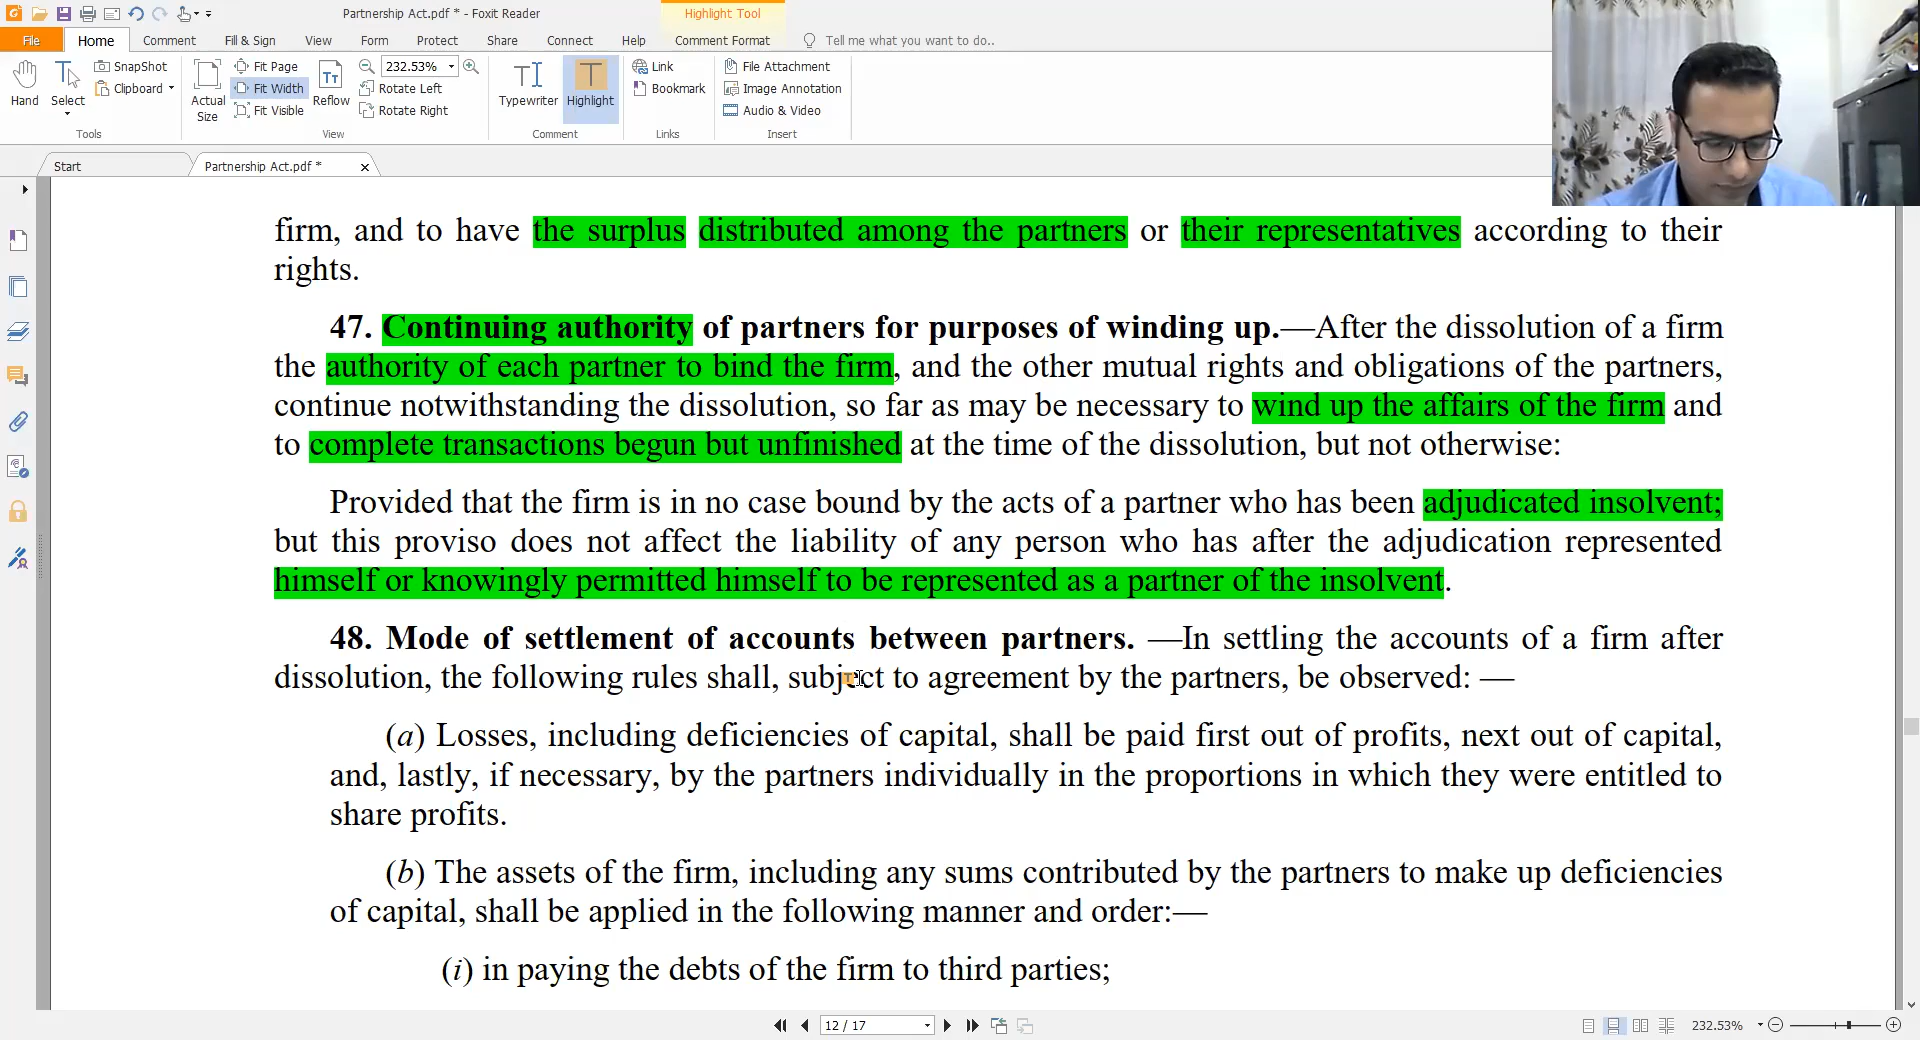 Partnership Act.pdf * - Foxit Reader
Highlight Tool
File Home Comment Fill & Sign View Form Protect Share Connect Help Comment Format Tell me what you want to do..
Hand
Select
SnapShot
Clipboard
Tools
Actual Size
Fit Page
Fit Width
Fit Visible
Reflow
232.53%
Rotate Left
Rotate Right
View
Typewriter
Highlight
Comment
Link
Bookmark
Links
File Attachment
Image Annotation
Audio & Video
Insert
Start
Partnership Act.pdf *
firm, and to have the surplus distributed among the partners or their representatives according to their
rights.
47. Continuing authority of partners for purposes of winding up.—After the dissolution of a firm
the authority of each partner to bind the firm, and the other mutual rights and obligations of the partners,
continue notwithstanding the dissolution, so far as may be necessary to wind up the affairs of the firm and
to complete transactions begun but unfinished at the time of the dissolution, but not otherwise:
Provided that the firm is in no case bound by the acts of a partner who has been adjudicated insolvent;
but this proviso does not affect the liability of any person who has after the adjudication represented
himself or knowingly permitted himself to be represented as a partner of the insolvent.
48. Mode of settlement of accounts between partners. —In settling the accounts of a firm after
dissolution, the following rules shall, subject to agreement by the partners, be observed: —
(a) Losses, including deficiencies of capital, shall be paid first out of profits, next out of capital,
and, lastly, if necessary, by the partners individually in the proportions in which they were entitled to
share profits.
(b) The assets of the firm, including any sums contributed by the partners to make up deficiencies
of capital, shall be applied in the following manner and order:—
(i) in paying the debts of the firm to third parties;
12 / 17
232.53%